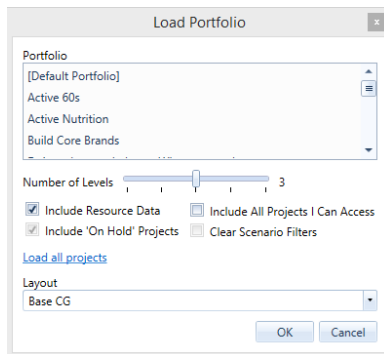 Load Portfolio
x
Portfolio
[Default Portfolio]
Active 60s
Active Nutrition
Build Core Brands
Number of Levels 3
Include Resource Data Include All Projects I Can Access
Include 'On Hold' Projects Clear Scenario Filters
Load all projects
Layout
Base CG
OK Cancel